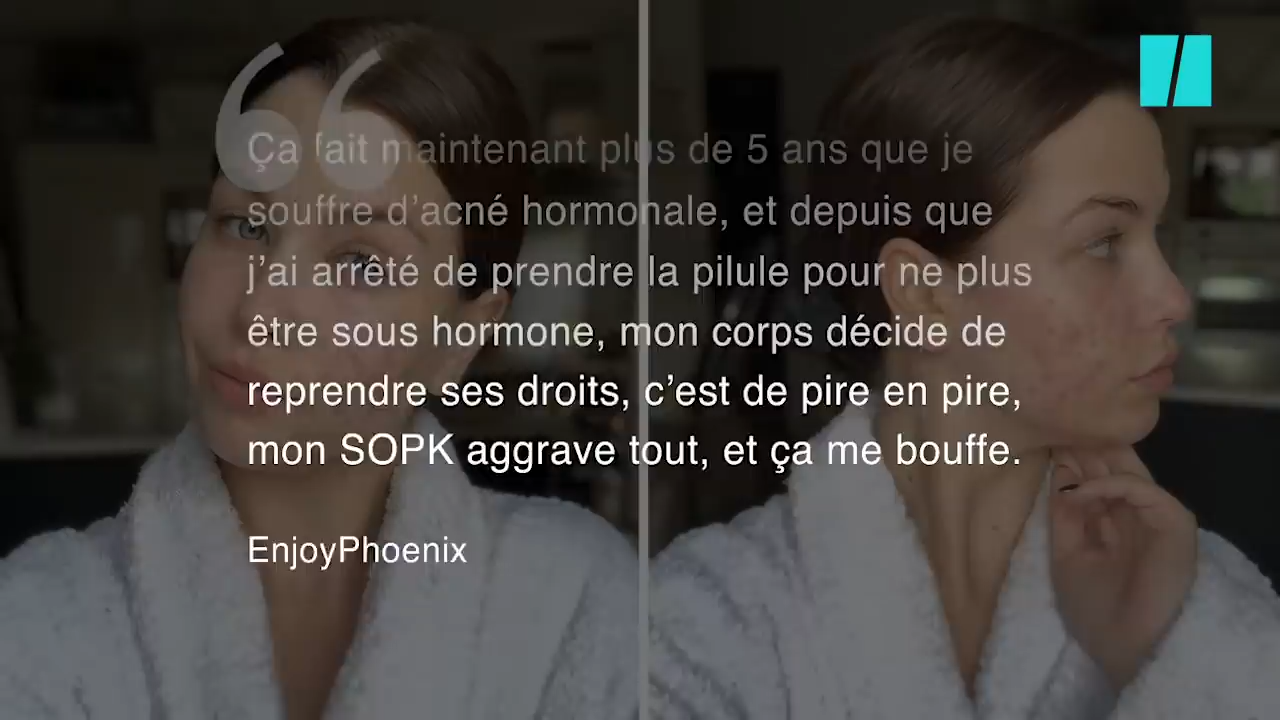 Ça fait maintenant plus de 5 ans que je
souffre d’acné hormonale, et depuis que
j’ai arrêté de prendre la pilule pour ne plus
être sous hormone, mon corps décide de
reprendre ses droits, c’est de pire en pire,
mon SOPK aggrave tout, et ça me bouffe.
EnjoyPhoenix